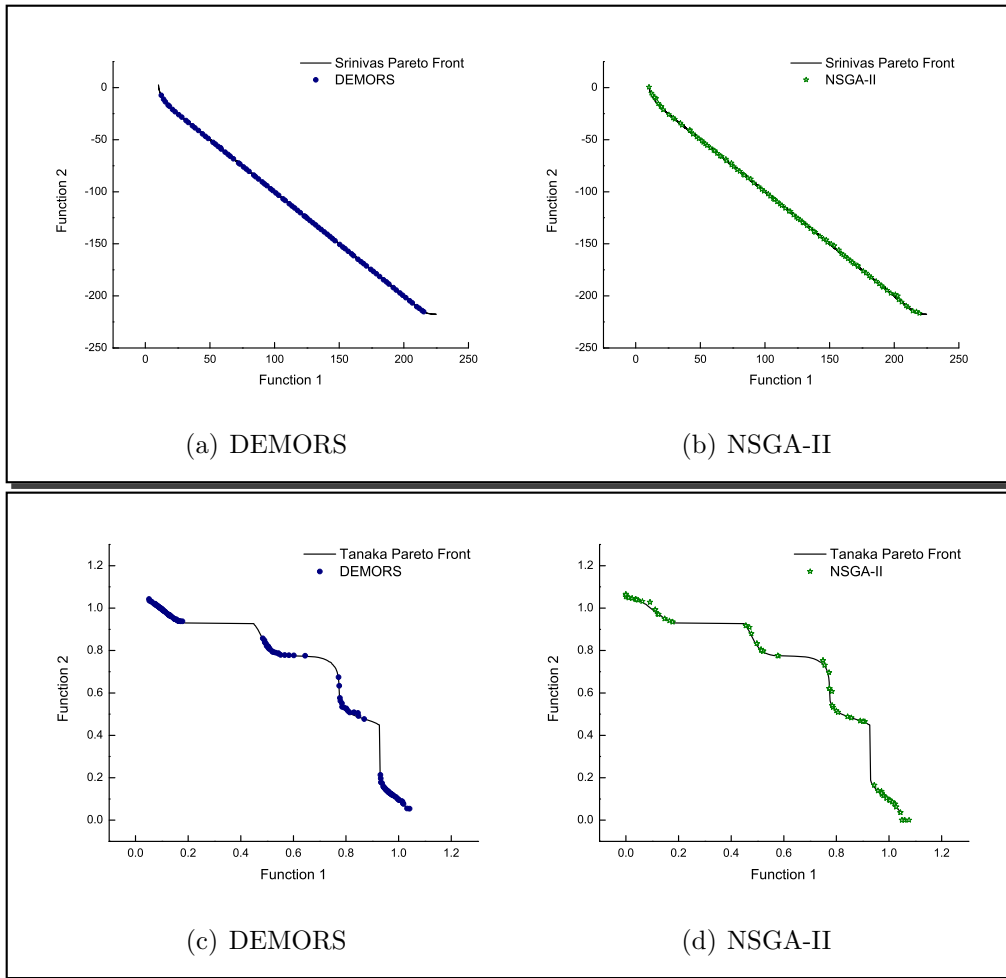 Srinivas Pareto Front
DEMORS
0
-50
-100
-150
-200
-250
Function 2
0 50 100 150 200 250
Function 1
(a) DEMORS
Srinivas Pareto Front
NSGA-II
0
-50
-100
-150
-200
-250
Function 2
0 50 100 150 200 250
Function 1
(b) NSGA-II
Tanaka Pareto Front
DEMORS
1.2
1.0
0.8
0.6
0.4
0.2
0.0
Function 2
0.0 0.2 0.4 0.6 0.8 1.0 1.2
Function 1
(c) DEMORS
Tanaka Pareto Front
NSGA-II
1.2
1.0
0.8
0.6
0.4
0.2
0.0
Function 2
0.0 0.2 0.4 0.6 0.8 1.0 1.2
Function 1
(d) NSGA-II